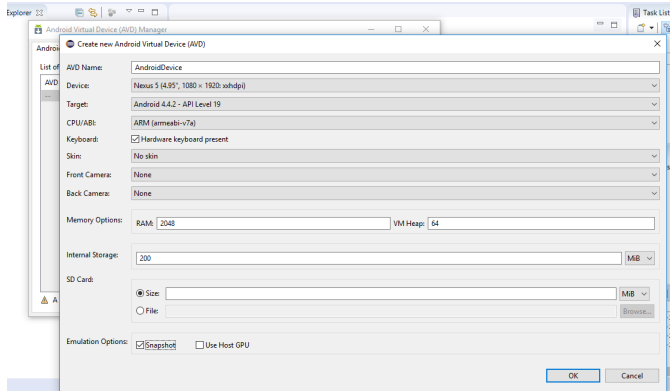 Explorer
Task List
Android Virtual Device (AVD) Manager
Create new Android Virtual Device (AVD)
Androi
List of
AVD
--
A
AVD Name: AndroidDevice
Device: Nexus 5 (4.95", 1080 × 1920: xxhdpi)
Target: Android 4.4.2 - API Level 19
CPU/ABI: ARM (armeabi-v7a)
Keyboard: Hardware keyboard present
Skin: No skin
Front Camera: None
Back Camera: None
Memory Options: RAM: 2048 VM Heap: 64
Internal Storage: 200 MiB
SD Card:
Size: MiB
File: Browse...
Emulation Options: Snapshot Use Host GPU
OK Cancel